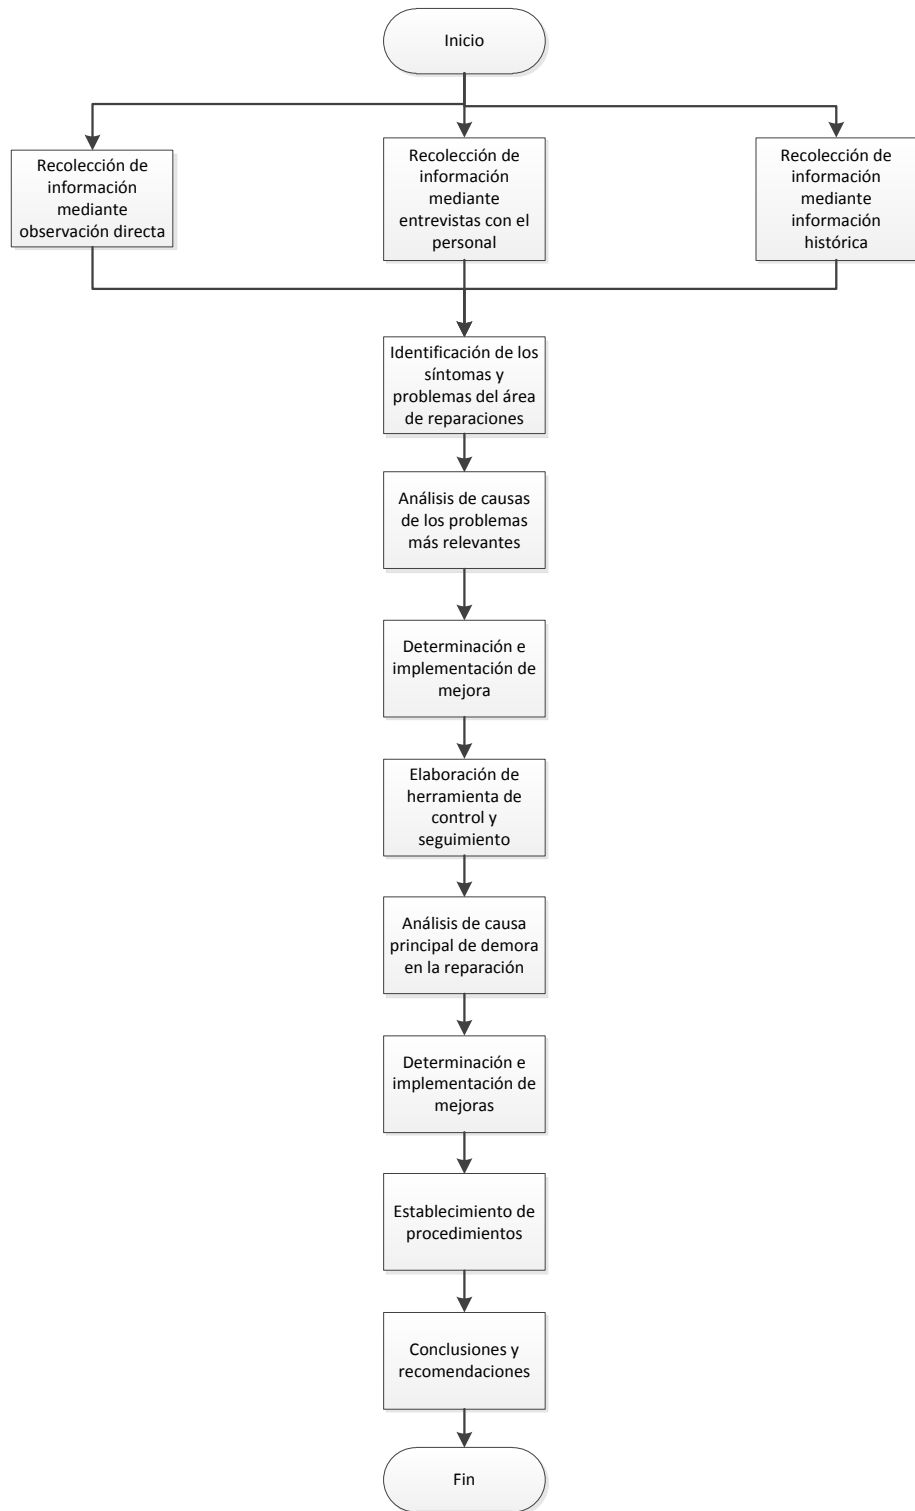 Inicio
Recolección de
información
mediante
observación directa
Recolección de
información
mediante
entrevistas con el
personal
Recolección de
información
mediante
información
histórica
Identificación de los
síntomas y
problemas del área
de reparaciones
Análisis de causas
de los problemas
más relevantes
Determinación e
implementación de
mejora
Elaboración de
herramienta de
control y
seguimiento
Análisis de causa
principal de demora
en la reparación
Determinación e
implementación de
mejoras
Establecimiento de
procedimientos
Conclusiones y
recomendaciones
Fin